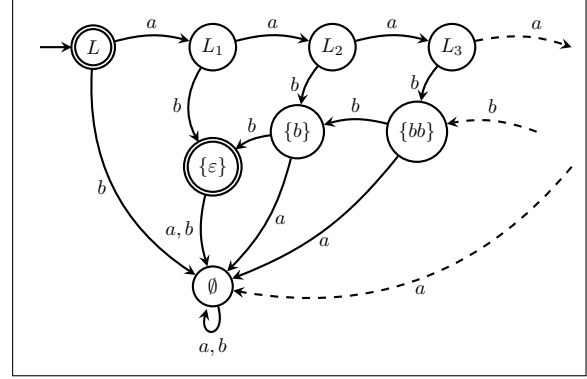 a a a a
L L₁ L₂ L₃
b b b
b b b
{b} {bb}
{ε}
b a, b a a
a
∅
a, b